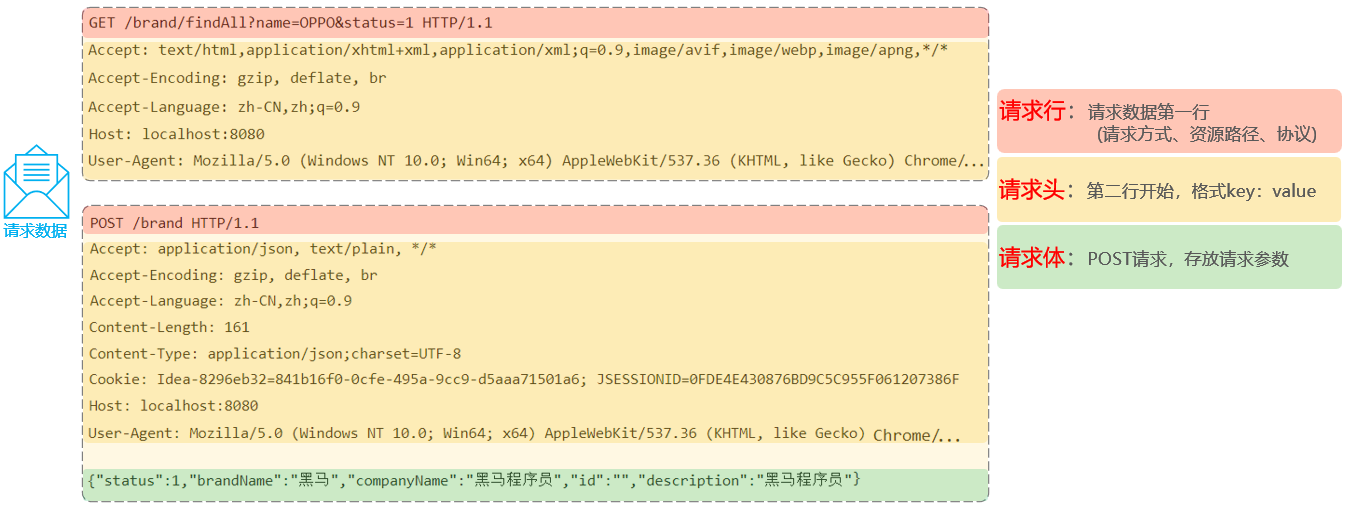 GET /brand/findAll?name=OPPO&status=1 HTTP/1.1
Accept: text/html,application/xhtml+xml,application/xml;q=0.9,image/avif,image/webp,image/apng,*/*
Accept-Encoding: gzip, deflate, br
Accept-Language: zh-CN,zh;q=0.9
Host: localhost:8080
User-Agent: Mozilla/5.0 (Windows NT 10.0; Win64; x64) AppleWebKit/537.36 (KHTML, like Gecko) Chrome/...
请求数据
POST /brand HTTP/1.1
Accept: application/json, text/plain, */*
Accept-Encoding: gzip, deflate, br
Accept-Language: zh-CN,zh;q=0.9
Content-Length: 161
Content-Type: application/json;charset=UTF-8
Cookie: Idea-8296eb32=841b16f0-0cfe-495a-9cc9-d5aaa71501a6; JSESSIONID=0FDE4E430876BD9C5C955F061207386F
Host: localhost:8080
User-Agent: Mozilla/5.0 (Windows NT 10.0; Win64; x64) AppleWebKit/537.36 (KHTML, like Gecko) Chrome/...
{"status":1,"brandName":"黑马","companyName":"黑马程序员","id":"","description":"黑马程序员"}
请求行：请求数据第一行
(请求方式、资源路径、协议)
请求头：第二行开始，格式key：value
请求体：POST请求，存放请求参数